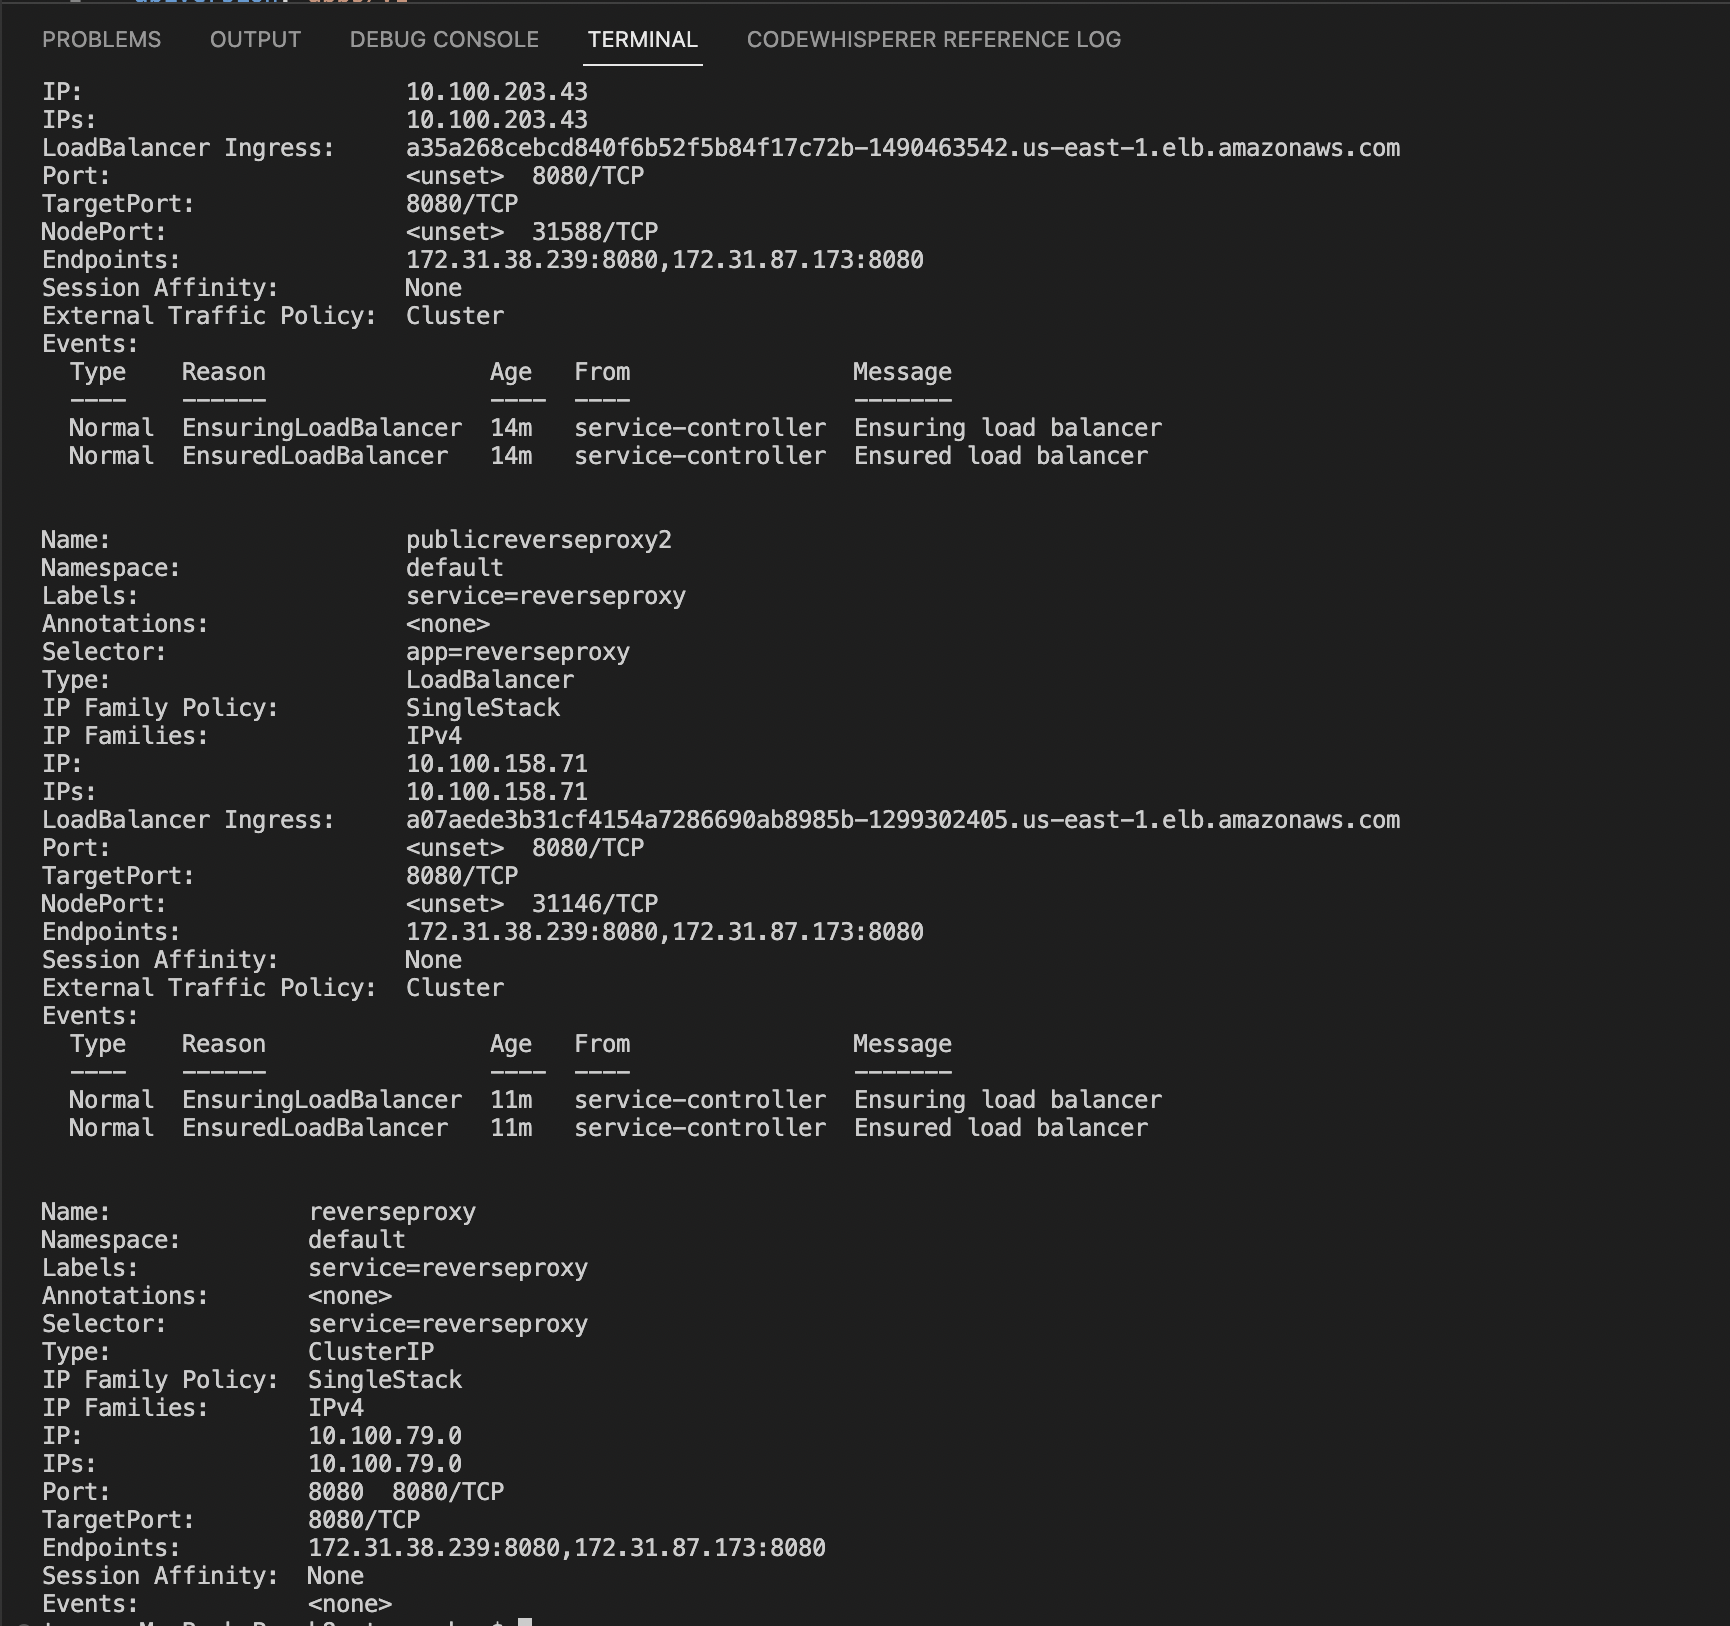 PROBLEMS OUTPUT DEBUG CONSOLE TERMINAL CODEWHISPERER REFERENCE LOG
IP: 10.100.203.43
IPs: 10.100.203.43
LoadBalancer Ingress: a35a268cebcd840f6b52f5b84f17c72b-1490463542.us-east-1.elb.amazonaws.com
Port: <unset> 8080/TCP
TargetPort: 8080/TCP
NodePort: <unset> 31588/TCP
Endpoints: 172.31.38.239:8080,172.31.87.173:8080
Session Affinity: None
External Traffic Policy: Cluster
Events:
Type Reason Age From Message
---- ------ ---- ---- -------
Normal EnsuringLoadBalancer 14m service-controller Ensuring load balancer
Normal EnsuredLoadBalancer 14m service-controller Ensured load balancer
Name: publicreverseproxy2
Namespace: default
Labels: service=reverseproxy
Annotations: <none>
Selector: app=reverseproxy
Type: LoadBalancer
IP Family Policy: SingleStack
IP Families: IPv4
IP: 10.100.158.71
IPs: 10.100.158.71
LoadBalancer Ingress: a07aede3b31cf4154a7286690ab8985b-1299302405.us-east-1.elb.amazonaws.com
Port: <unset> 8080/TCP
TargetPort: 8080/TCP
NodePort: <unset> 31146/TCP
Endpoints: 172.31.38.239:8080,172.31.87.173:8080
Session Affinity: None
External Traffic Policy: Cluster
Events:
Type Reason Age From Message
---- ------ ---- ---- -------
Normal EnsuringLoadBalancer 11m service-controller Ensuring load balancer
Normal EnsuredLoadBalancer 11m service-controller Ensured load balancer
Name: reverseproxy
Namespace: default
Labels: service=reverseproxy
Annotations: <none>
Selector: service=reverseproxy
Type: ClusterIP
IP Family Policy: SingleStack
IP Families: IPv4
IP: 10.100.79.0
IPs: 10.100.79.0
Port: 8080 8080/TCP
TargetPort: 8080/TCP
Endpoints: 172.31.38.239:8080,172.31.87.173:8080
Session Affinity: None
Events: <none>